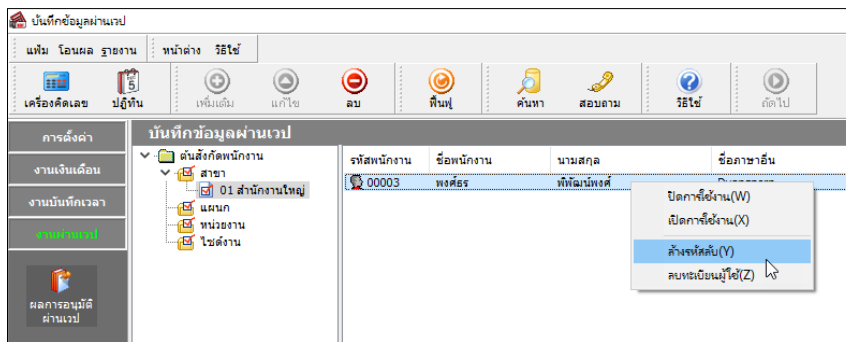 บันทึกข้อมูลผ่านเวป
แฟ้ม โอนผล รายงาน หน้าต่าง วิธีใช้
เครื่องคิดเลข ปฏิทิน เพิ่มเติม แก้ไข ลบ ฟื้นฟู ค้นหา สอบถาม วิธีใช้ ถัดไป
การตั้งค่า
งานเงินเดือน
งานบันทึกเวลา
งานผ่านเวป
ผลการอนุมัติ
ผ่านเวป
บันทึกข้อมูลผ่านเวป
ต้นสังกัดพนักงาน
สาขา
01 สำนักงานใหญ่
แผนก
หน่วยงาน
ไซด์งาน
รหัสพนักงาน ชื่อพนักงาน นามสกุล ชื่อภาษาอื่น
00003 พงศ์ธร พิพัฒน์พงศ์
ปิดการใช้งาน(W)
เปิดการใช้งาน(X)
ล้างรหัสลับ(Y)
ลบทะเบียนผู้ใช้(Z)